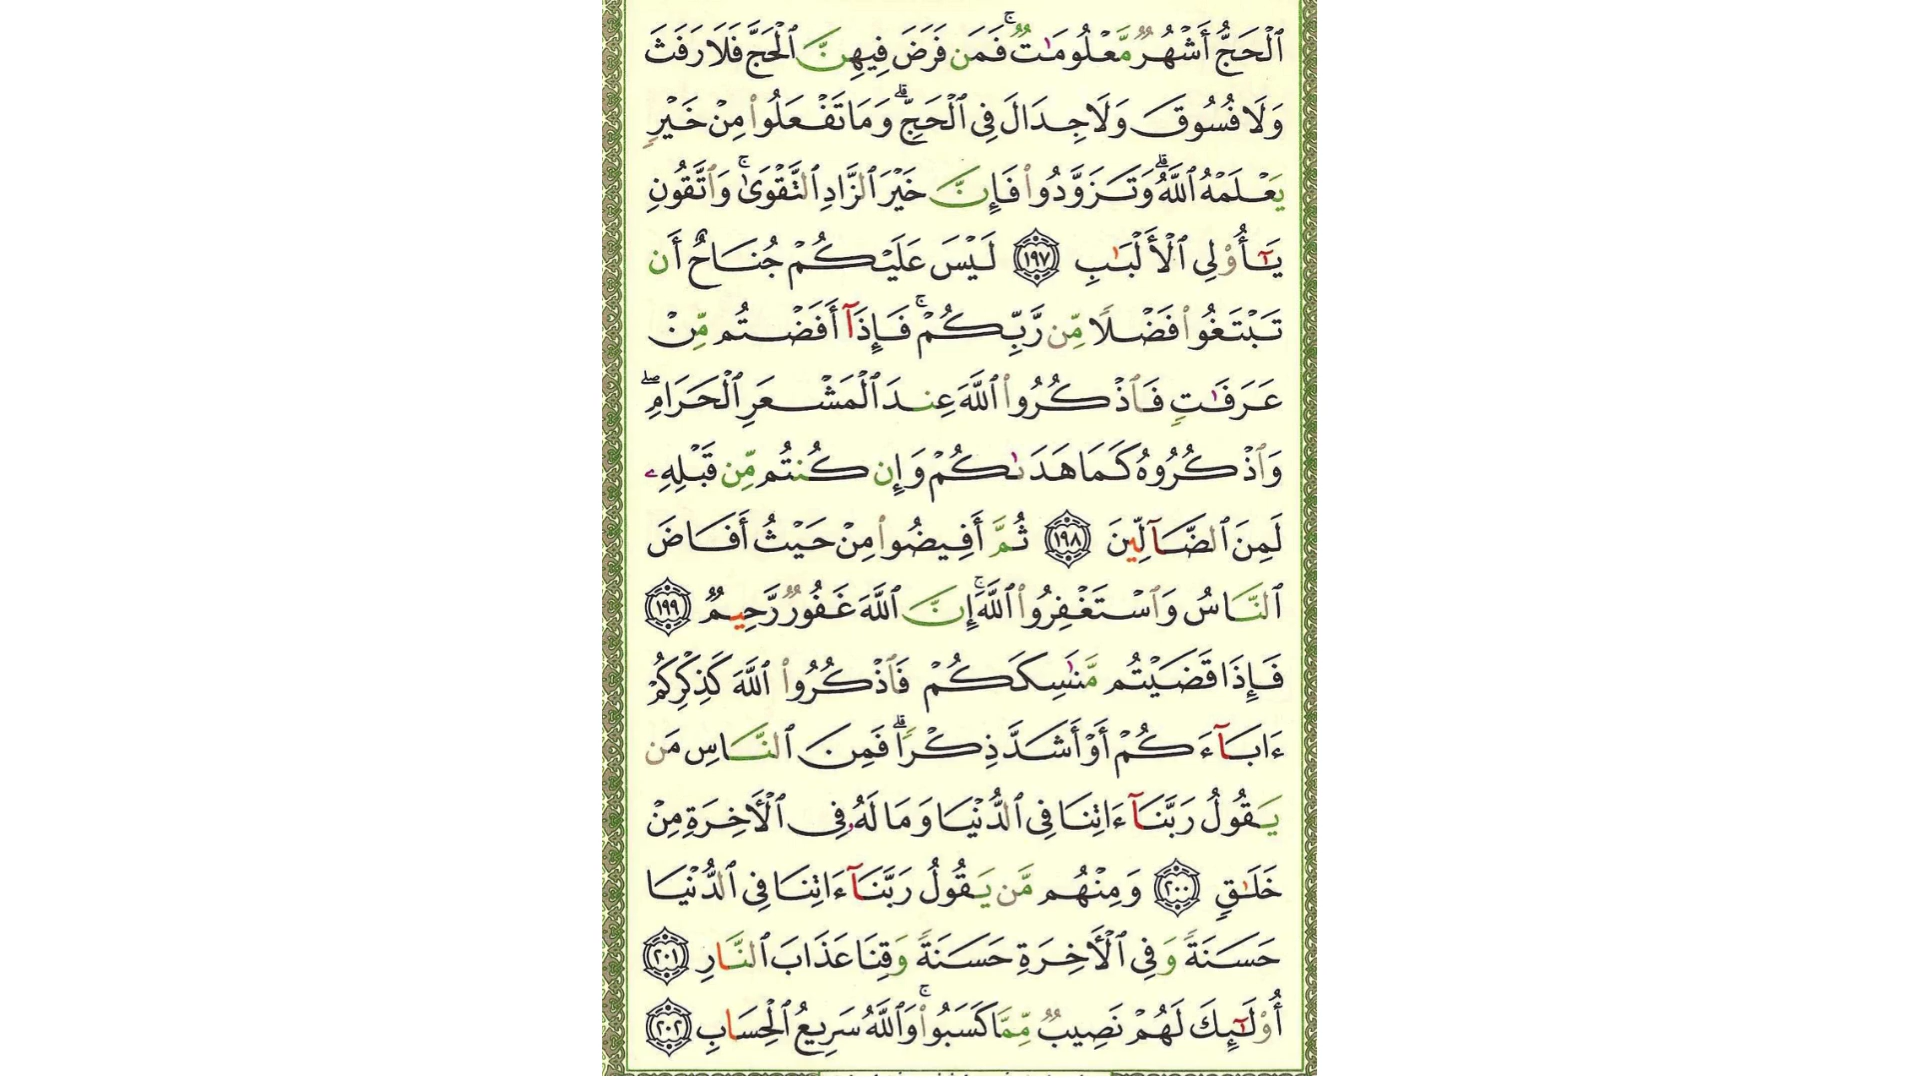 ٱلْحَجُّ أَشْهُرٌ مَّعْلُومَٰتٌ ۚ فَمَن فَرَضَ فِيهِنَّ ٱلْحَجَّ فَلَا رَفَثَ
وَلَا فُسُوقَ وَلَا جِدَالَ فِى ٱلْحَجِّ ۗ وَمَا تَفْعَلُوا۟ مِنْ خَيْرٍ
يَعْلَمْهُ ٱللَّهُ ۗ وَتَزَوَّدُوا۟ فَإِنَّ خَيْرَ ٱلزَّادِ ٱلتَّقْوَىٰ ۚ وَٱتَّقُونِ
يَٰٓأُو۟لِى ٱلْأَلْبَٰبِ ١٩٧ لَيْسَ عَلَيْكُمْ جُنَاحٌ أَن
تَبْتَغُوا۟ فَضْلًا مِّن رَّبِّكُمْ ۚ فَإِذَآ أَفَضْتُم مِّنْ
عَرَفَٰتٍ فَٱذْكُرُوا۟ ٱللَّهَ عِندَ ٱلْمَشْعَرِ ٱلْحَرَامِ ۖ
وَٱذْكُرُوهُ كَمَا هَدَىٰكُمْ وَإِن كُنتُم مِّن قَبْلِهِۦ
لَمِنَ ٱلضَّآلِّينَ ١٩٨ ثُمَّ أَفِيضُوا۟ مِنْ حَيْثُ أَفَاضَ
ٱلنَّاسُ وَٱسْتَغْفِرُوا۟ ٱللَّهَ ۚ إِنَّ ٱللَّهَ غَفُورٌ رَّحِيمٌ ١٩٩
فَإِذَا قَضَيْتُم مَّنَٰسِكَكُمْ فَٱذْكُرُوا۟ ٱللَّهَ كَذِكْرِكُمْ
ءَابَآءَكُمْ أَوْ أَشَدَّ ذِكْرًا ۗ فَمِنَ ٱلنَّاسِ مَن
يَقُولُ رَبَّنَآ ءَاتِنَا فِى ٱلدُّنْيَا وَمَا لَهُۥ فِى ٱلْأَخِرَةِ مِنْ
خَلَٰقٍ ٢٠٠ وَمِنْهُم مَّن يَقُولُ رَبَّنَآ ءَاتِنَا فِى ٱلدُّنْيَا
حَسَنَةً وَفِى ٱلْأَخِرَةِ حَسَنَةً وَقِنَا عَذَابَ ٱلنَّارِ ٢٠١
أُو۟لَٰٓئِكَ لَهُمْ نَصِيبٌ مِّمَّا كَسَبُوا۟ ۚ وَٱللَّهُ سَرِيعُ ٱلْحِسَابِ ٢٠٢